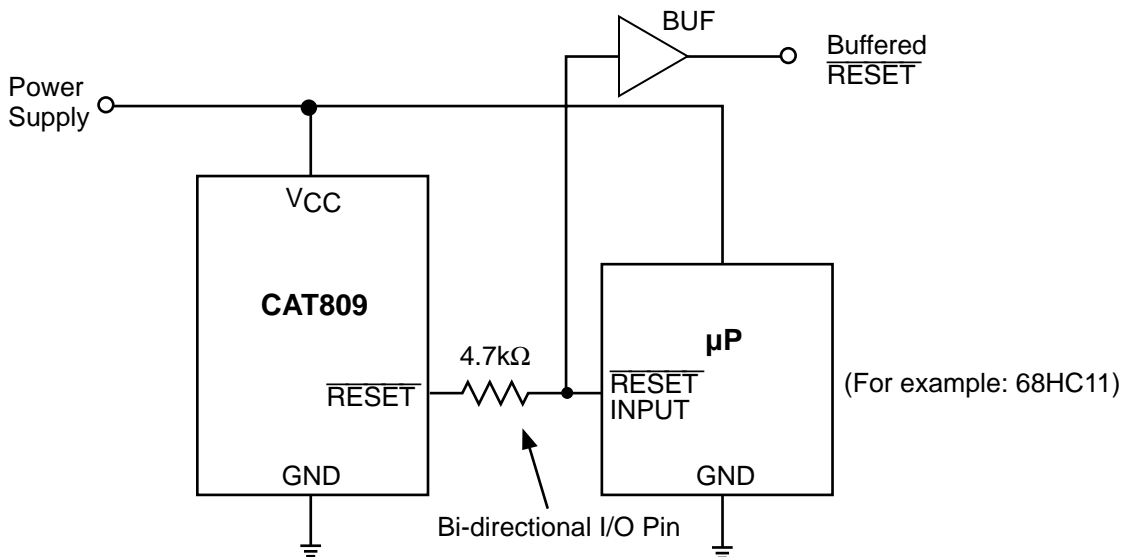 BUF
Buffered
RESET
Power
Supply
VCC
CAT809
4.7kΩ
µP
RESET
RESET
INPUT
(For example: 68HC11)
GND
GND
Bi-directional I/O Pin